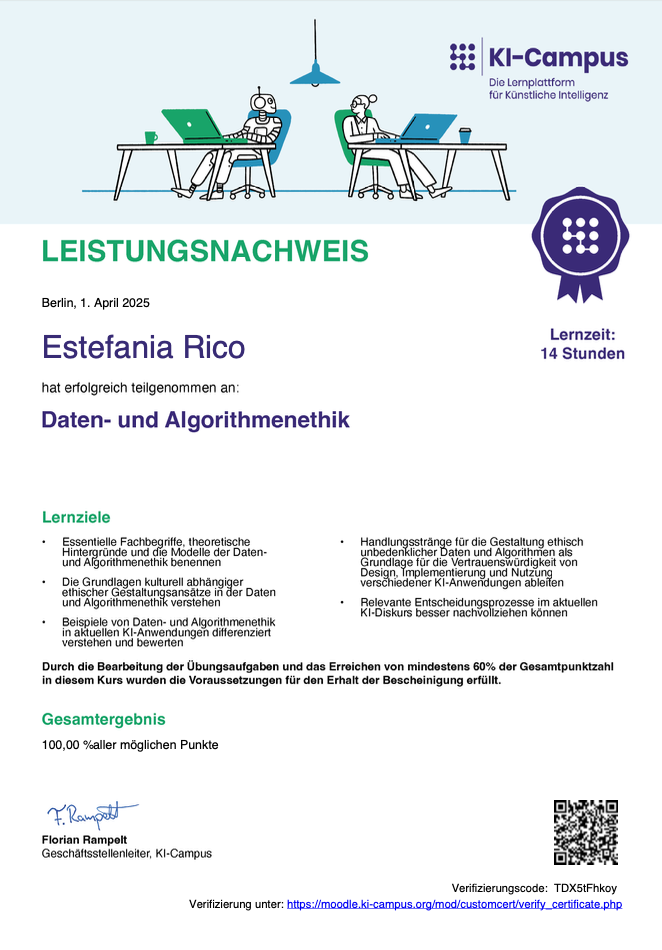 KI-Campus
Die Lernplattform
für Künstliche Intelligenz
LEISTUNGSNACHWEIS
Berlin, 1. April 2025
Estefania Rico
Lernzeit:
14 Stunden
hat erfolgreich teilgenommen an:
Daten- und Algorithmenethik
Lernziele
• Essentielle Fachbegriffe, theoretische
Hintergründe und die Modelle der Daten-
und Algorithmenethik benennen
• Die Grundlagen kulturell abhängiger
ethischer Gestaltungsansätze in der Daten
und Algorithmenethik verstehen
• Beispiele von Daten- und Algorithmenethik
in aktuellen KI-Anwendungen differenziert
verstehen und bewerten
• Handlungsstränge für die Gestaltung ethisch
unbedenklicher Daten und Algorithmen als
Grundlage für die Vertrauenswürdigkeit von
Design, Implementierung und Nutzung
verschiedener KI-Anwendungen ableiten
• Relevante Entscheidungsprozesse im aktuellen
KI-Diskurs besser nachvollziehen können
Durch die Bearbeitung der Übungsaufgaben und das Erreichen von mindestens 60% der Gesamtpunktzahl
in diesem Kurs wurden die Voraussetzungen für den Erhalt der Bescheinigung erfüllt.
Gesamtergebnis
100,00 %aller möglichen Punkte
F. Rampelt
Florian Rampelt
Geschäftsstellenleiter, KI-Campus
Verifizierungscode: TDX5tFhkoy
Verifizierung unter: https://moodle.ki-campus.org/mod/customcert/verify_certificate.php